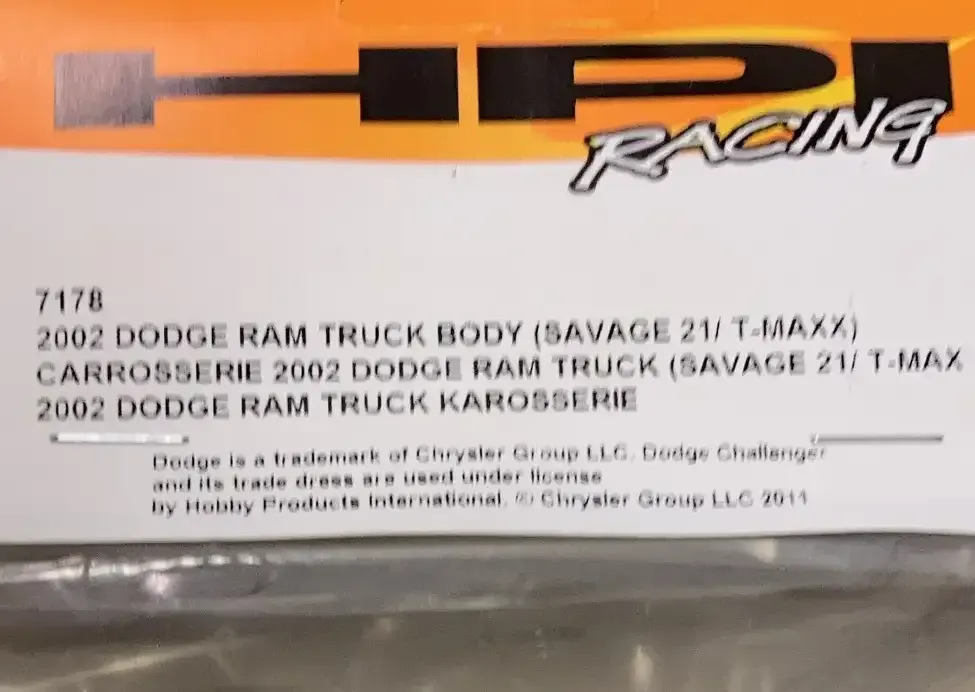 HPI
RACING
7178
2002 DODGE RAM TRUCK BODY (SAVAGE 21/ T-MAXX)
CARROSSERIE 2002 DODGE RAM TRUCK (SAVAGE 21/ T-MAX
2002 DODGE RAM TRUCK KAROSSERIE
Dodge is a trademark of Chrysler Group LLC. Dodge Challenger
and its trade dress are used under license
by Hobby Products International. © Chrysler Group LLC 2011